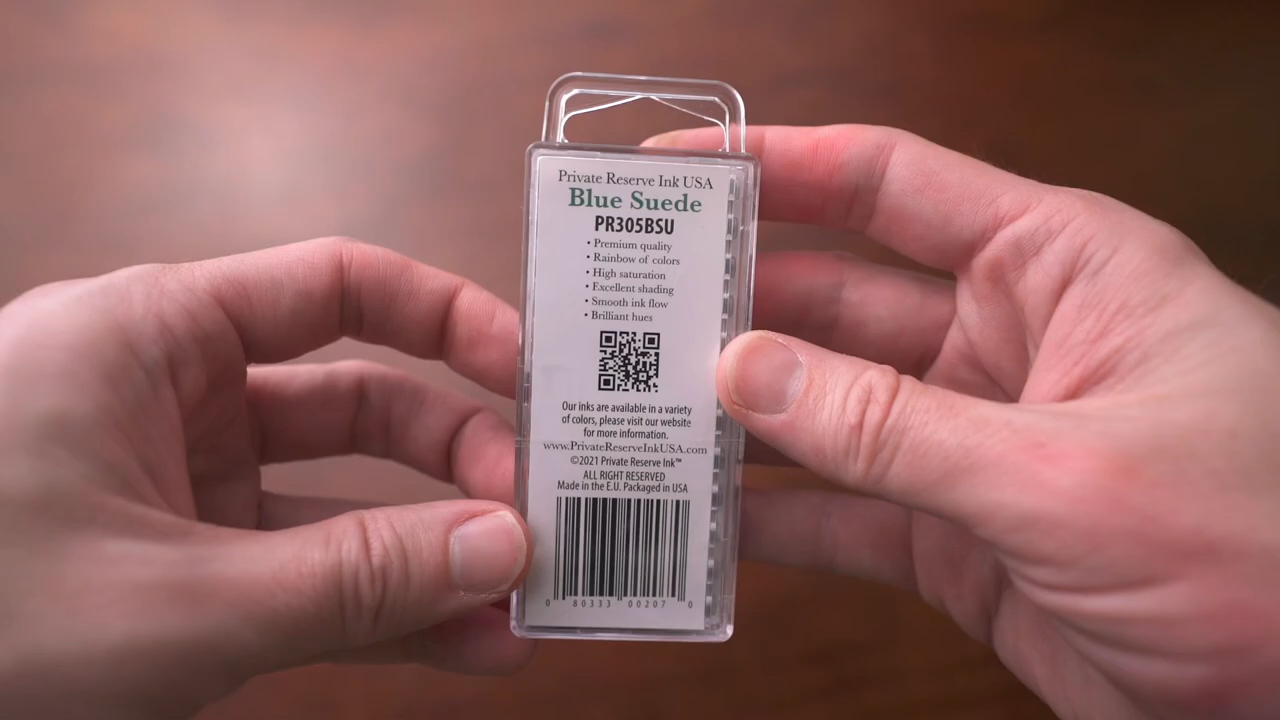 Private Reserve Ink USA
Blue Suede
PR305BSU
• Premium quality
• Rainbow of colors
• High saturation
• Excellent shading
• Smooth ink flow
• Brilliant hues
Our inks are available in a variety
of colors, please visit our website
for more information.
www.PrivateReserveInkUSA.com
©2021 Private Reserve Ink™
ALL RIGHT RESERVED
Made in the E.U. Packaged in USA
0 80333 00207 0